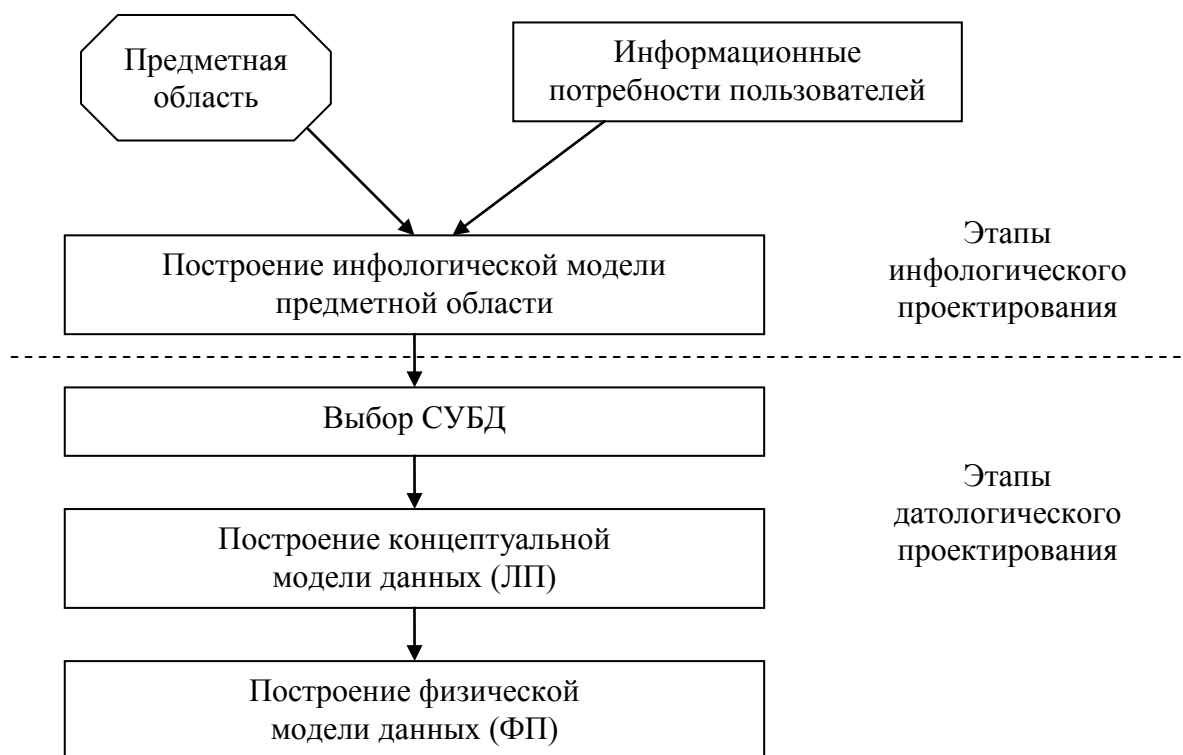 Предметная
область
Информационные
потребности пользователей
Построение инфологической модели
предметной области
Этапы
инфологического
проектирования
Выбор СУБД
Построение концептуальной
модели данных (ЛП)
Этапы
датологического
проектирования
Построение физической
модели данных (ФП)